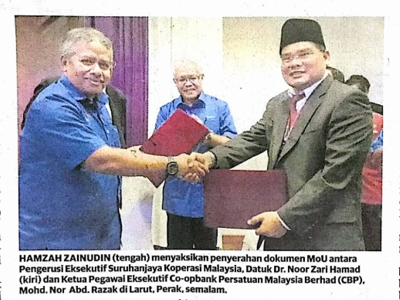 HAMZAH ZAINUDIN (tengah) menyaksikan penyerahan dokumen MoU antara
Pengerusi Eksekutif Suruhanjaya Koperasi Malaysia, Datuk Dr. Noor Zari Hamad
(kiri) dan Ketua Pegawai Eksekutif Co-opbank Persatuan Malaysia Berhad (CBP),
Mohd. Nor Abd. Razak di Larut, Perak, semalam.